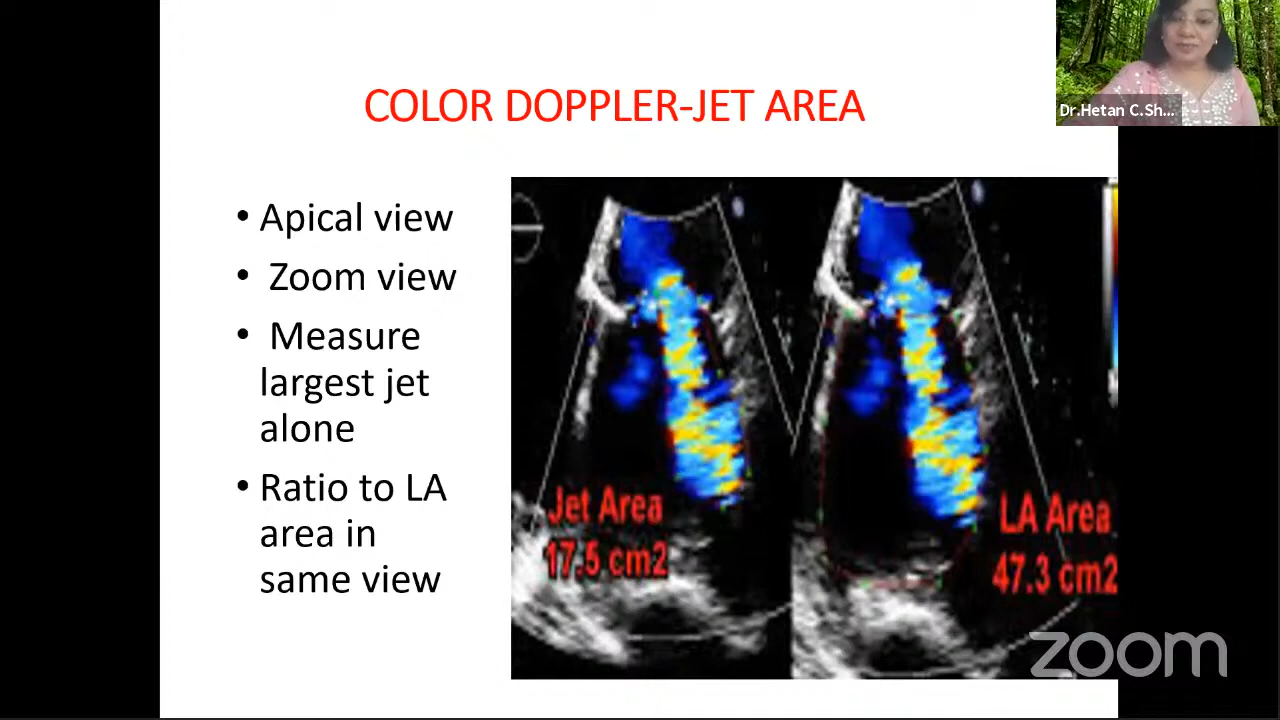 COLOR DOPPLER-JET AREA
Dr.Hetan C.Sh...
• Apical view
• Zoom view
• Measure
largest jet
alone
• Ratio to LA
area in
same view
Jet Area
17.5 cm2
LA Area
47.3 cm2
zoom